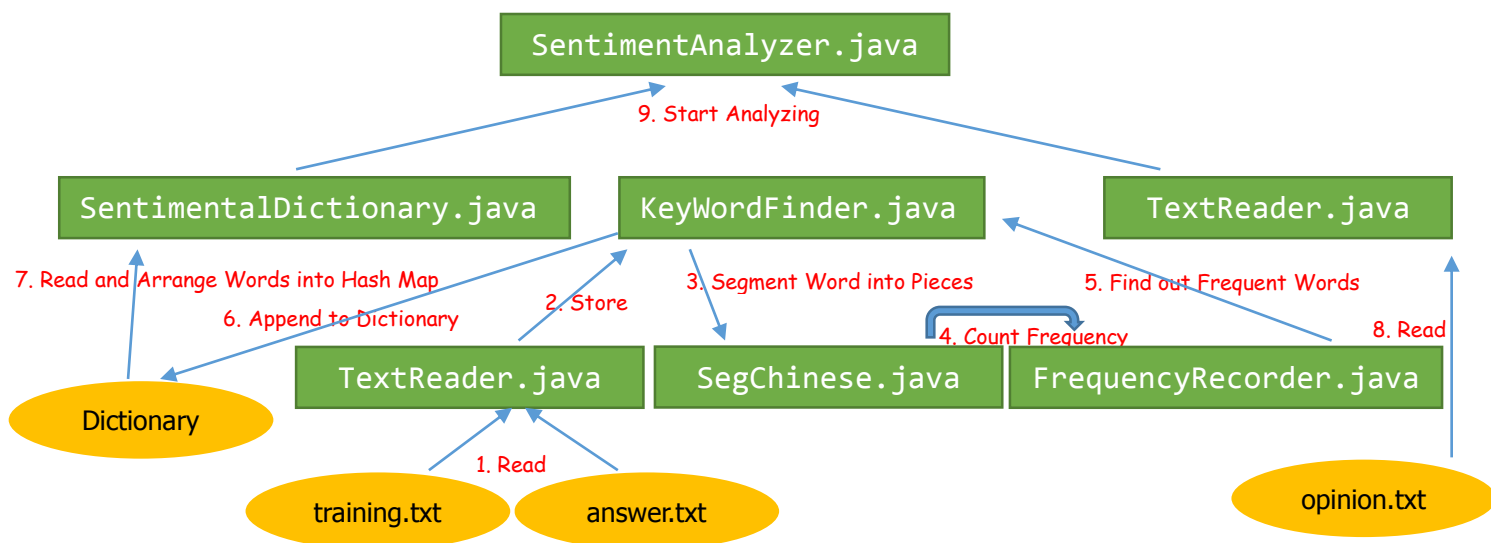 SentimentAnalyzer.java
9. Start Analyzing
SentimentalDictionary.java
KeyWordFinder.java
TextReader.java
7. Read and Arrange Words into Hash Map
3. Segment Word into Pieces
5. Find out Frequent Words
2. Store
6. Append to Dictionary
4. Count Frequency
8. Read
TextReader.java
SegChinese.java
FrequencyRecorder.java
Dictionary
1. Read
training.txt
answer.txt
opinion.txt